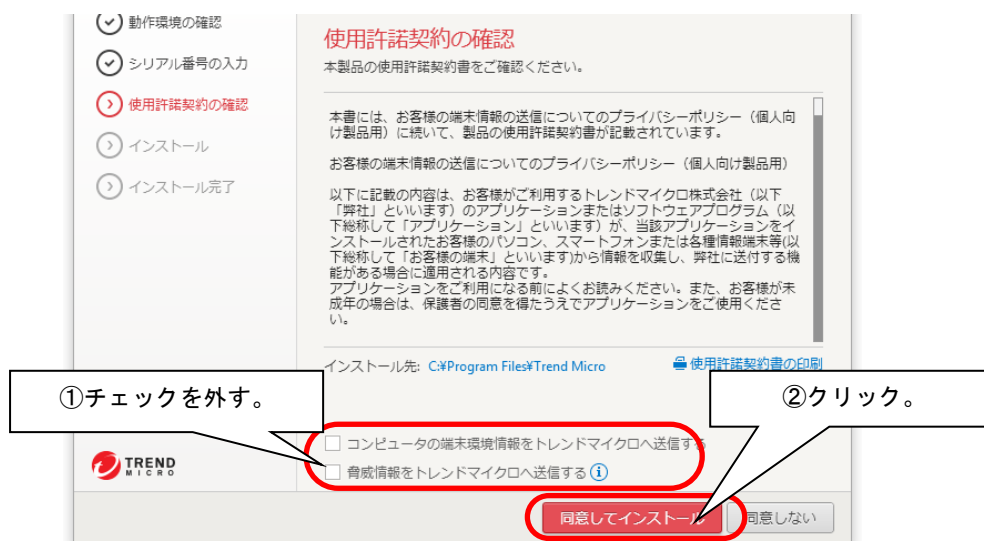 動作環境の確認
シリアル番号の入力
使用許諾契約の確認
インストール
インストール完了
使用許諾契約の確認
本製品の使用許諾契約書をご確認ください。
本書には、お客様の端末情報の送信についてのプライバシーポリシー（個人向
け製品用）に続いて、製品の使用許諾契約書が記載されています。
お客様の端末情報の送信についてのプライバシーポリシー（個人向け製品用）
以下に記載の内容は、お客様がご利用するトレンドマイクロ株式会社（以下
「弊社」といいます）のアプリケーションまたはソフトウェアプログラム（以
下総称して「アプリケーション」といいます）が、当該アプリケーションをイ
ンストールされたお客様のパソコン、スマートフォンまたは各種情報端末等(以
下総称して「お客様の端末」といいます)から情報を収集し、弊社に送付する機
能がある場合に適用される内容です。
アプリケーションをご利用になる前によくお読みください。また、お客様が未
成年の場合は、保護者の同意を得たうえでアプリケーションをご使用くださ
い。
インストール先: C:¥Program Files¥Trend Micro
使用許諾契約書の印刷
①チェックを外す。
②クリック。
コンピュータの端末環境情報をトレンドマイクロへ送信する
脅威情報をトレンドマイクロへ送信する
TREND
MICRO
同意してインストール
同意しない